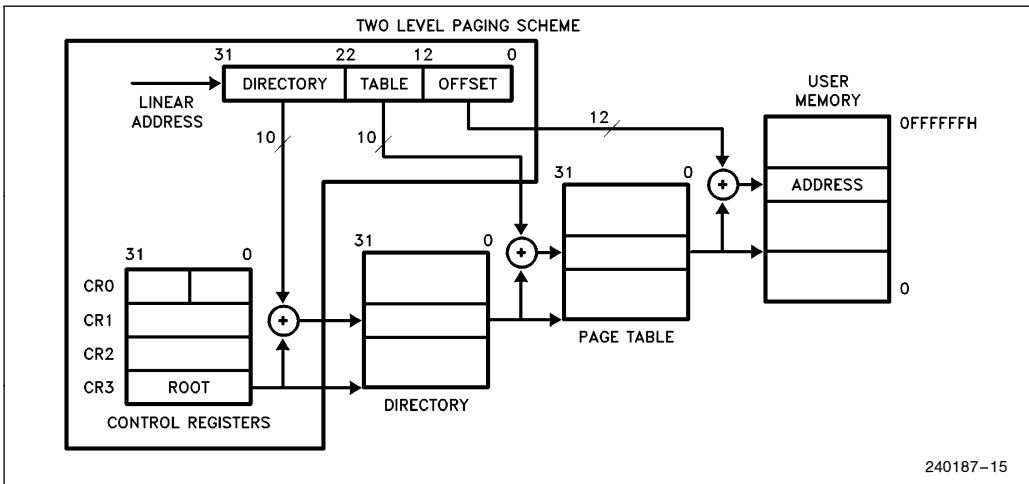 TWO LEVEL PAGING SCHEME
31 22 12 0
DIRECTORY TABLE OFFSET
LINEAR
ADDRESS
10 10 12
USER
MEMORY
0FFFFFFH
ADDRESS
0
31 0
PAGE TABLE
31 0
DIRECTORY
31 0
CR0
CR1
CR2
CR3 ROOT
CONTROL REGISTERS
+
+
+
240187–15